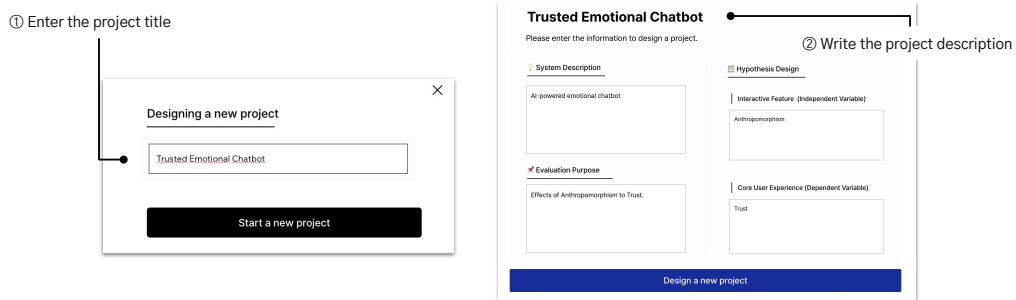 ① Enter the project title
Designing a new project
Trusted Emotional Chatbot
Start a new project
Trusted Emotional Chatbot
② Write the project description
Please enter the information to design a project.
System Description
AI-powered emotional chatbot
Evaluation Purpose
Effects of Anthropomorphism to Trust.
Hypothesis Design
Interactive Feature (Independent Variable)
Anthropomorphism
Core User Experience (Dependent Variable)
Trust
Design a new project